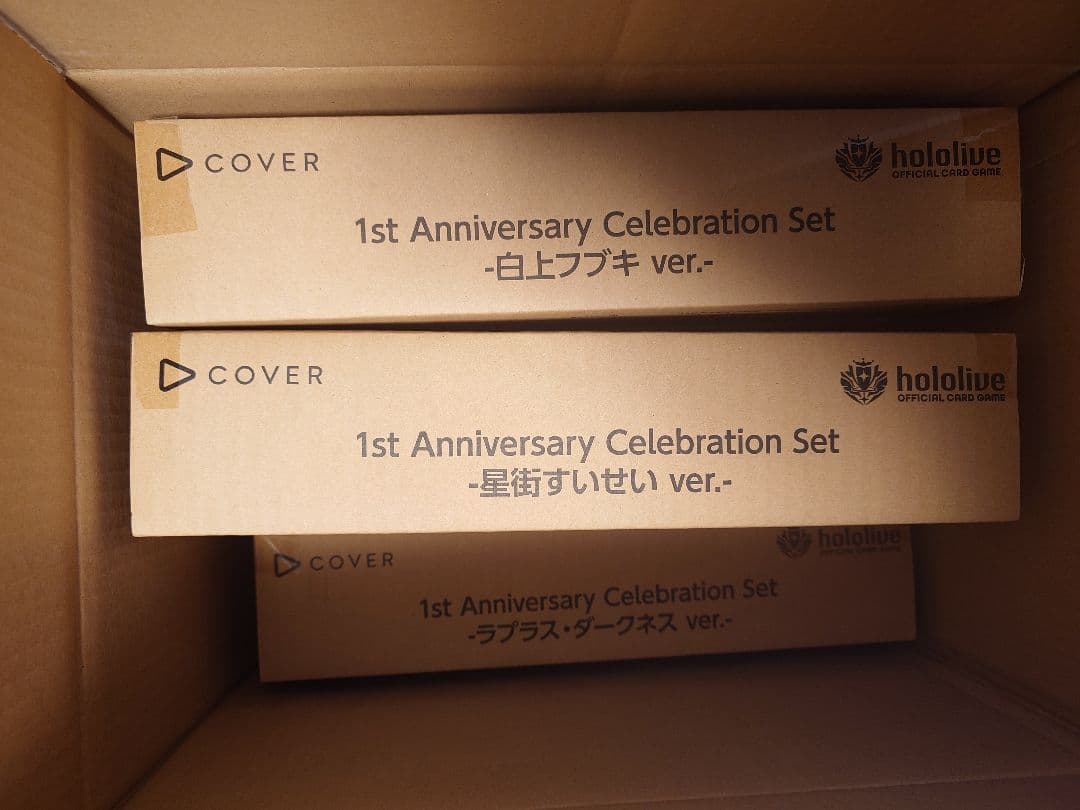 COVER
hololive
OFFICIAL CARD GAME
1st Anniversary Celebration Set
-白上フブキ ver.-
COVER
hololive
OFFICIAL CARD GAME
1st Anniversary Celebration Set
-星街すいせい ver.-
COVER
hololive
OFFICIAL CARD GAME
1st Anniversary Celebration Set
-ラプラス・ダークネス ver.-